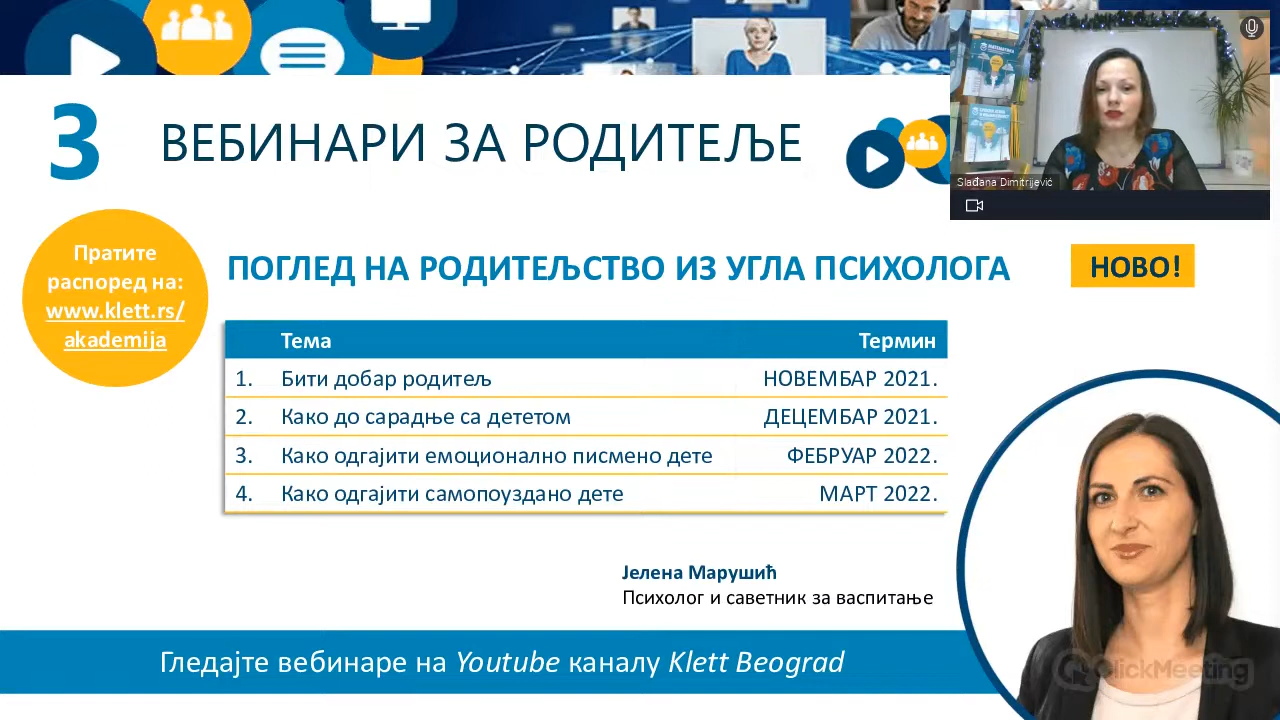 3
ВЕБИНАРИ ЗА РОДИТЕЉЕ
Slađana Dimitrijević
Пратите
распоред на:
www.klett.rs/
akademija
ПОГЛЕД НА РОДИТЕЉСТВО ИЗ УГЛА ПСИХОЛОГА
НОВО!
Тема Термин
1. Бити добар родитељ НОВЕМБАР 2021.
2. Како до сарадње са дететом ДЕЦЕМБАР 2021.
3. Како одгајити емоционално писмено дете ФЕБРУАР 2022.
4. Како одгајити самопоуздано дете МАРТ 2022.
Јелена Марушић
Психолог и саветник за васпитање
Гледајте вебинаре на Youtube каналу Klett Beograd
ClickMeeting